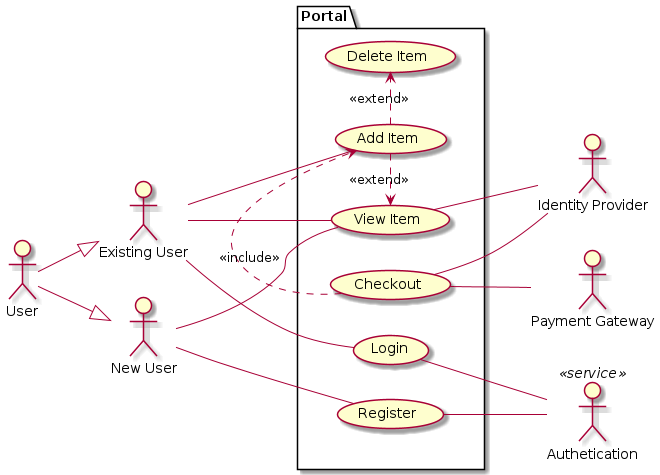 Portal
Delete Item
«extend»
Add Item
«extend»
View Item
«include»
Checkout
Login
Register
User
Existing User
New User
Identity Provider
Payment Gateway
«service»
Authetication